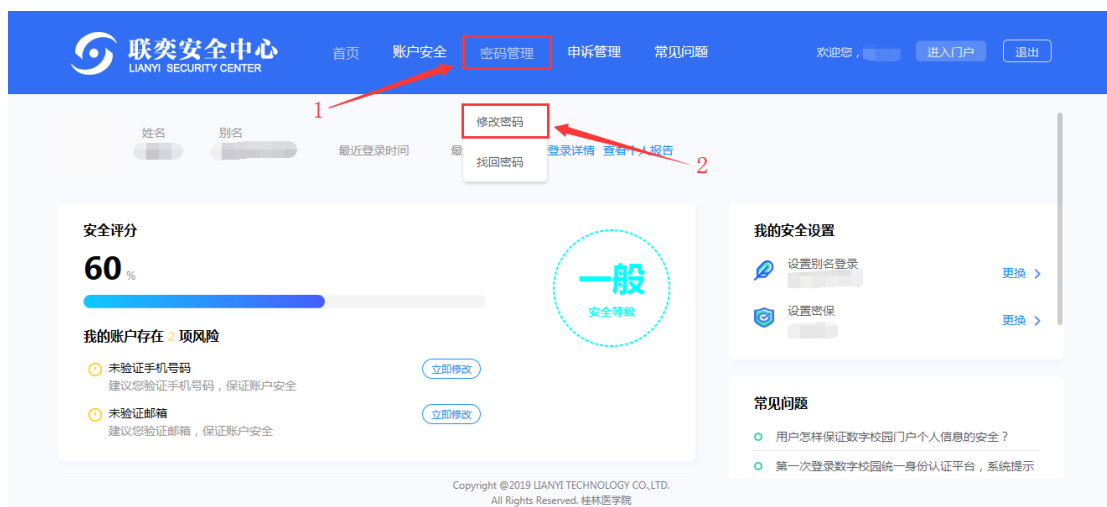 联奕安全中心
LIANYI SECURITY CENTER
首页 账户安全 密码管理 申诉管理 常见问题
欢迎您， 进入门户 退出
1
修改密码
找回密码
2
姓名 别名
最近登录时间 最 登录详情 查看个人报告
安全评分
60 %
一般
安全等级
我的账户存在 2 项风险
未验证手机号码 立即修改
建议您验证手机号码，保证账户安全
未验证邮箱 立即修改
建议您验证邮箱，保证账户安全
我的安全设置
设置别名登录 更换
设置密保 更换
常见问题
用户怎样保证数字校园门户个人信息的安全？
第一次登录数字校园统一身份认证平台，系统提示
Copyright @2019 LIANYI TECHNOLOGY CO.,LTD.
All Rights Reserved. 桂林医学院